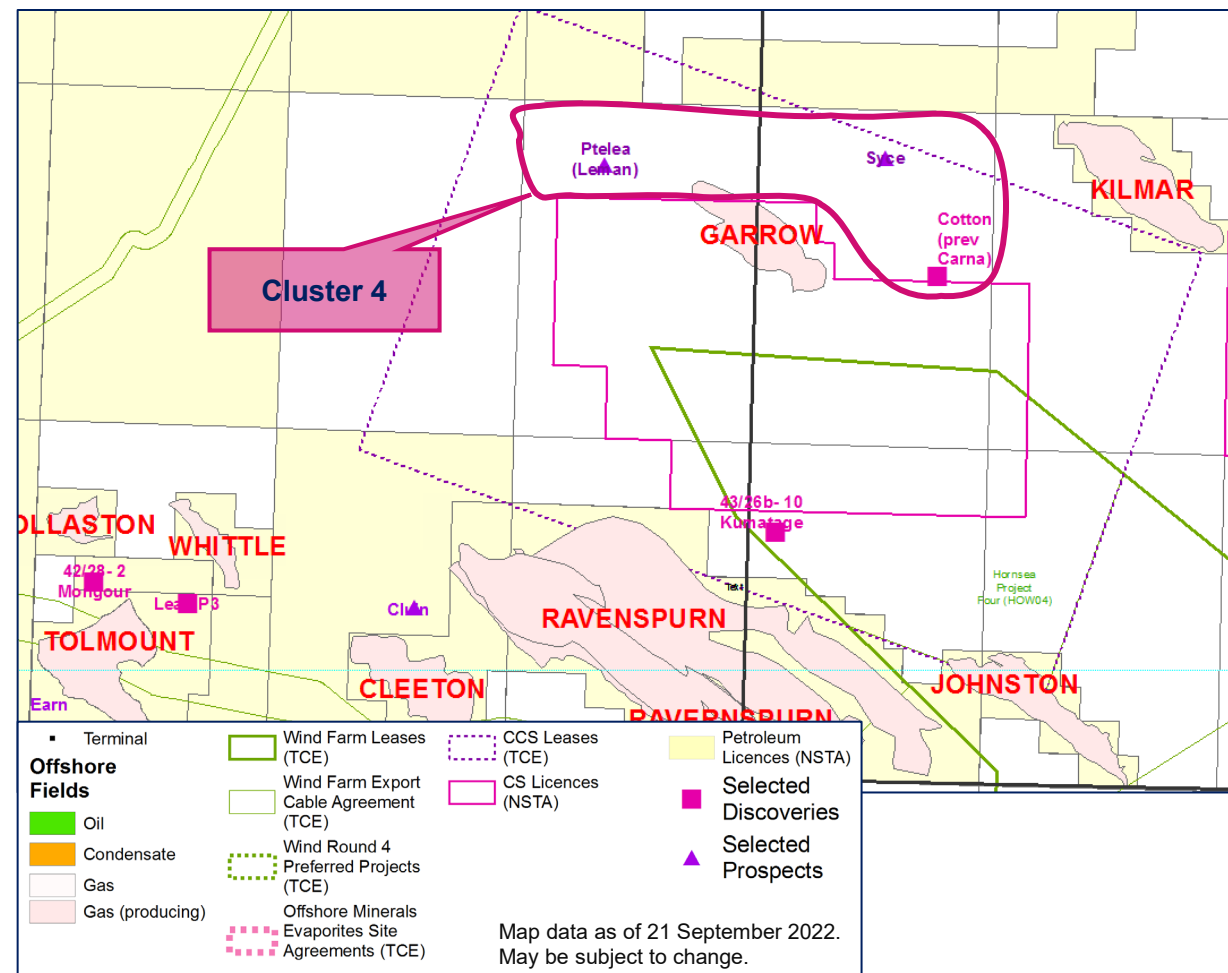 Ptelea
(Leman)
Syce
KILMAR
GARROW
Cotton
(prev
Carna)
Cluster 4
43/26b- 10
Kumatage
OLLASTON
WHITTLE
42/28- 2
Mongour
Lead P3
Cluan
Hornsea
Project
Four (HOW04)
TOLMOUNT
RAVENSPURN
CLEETON
JOHNSTON
Earn
RAVERNSPURN
Terminal
Offshore
Fields
Oil
Condensate
Gas
Gas (producing)
Wind Farm Leases
(TCE)
Wind Farm Export
Cable Agreement
(TCE)
Wind Round 4
Preferred Projects
(TCE)
Offshore Minerals
Evaporites Site
Agreements (TCE)
CCS Leases
(TCE)
CS Licences
(NSTA)
Petroleum
Licences (NSTA)
Selected
Discoveries
Selected
Prospects
Map data as of 21 September 2022.
May be subject to change.